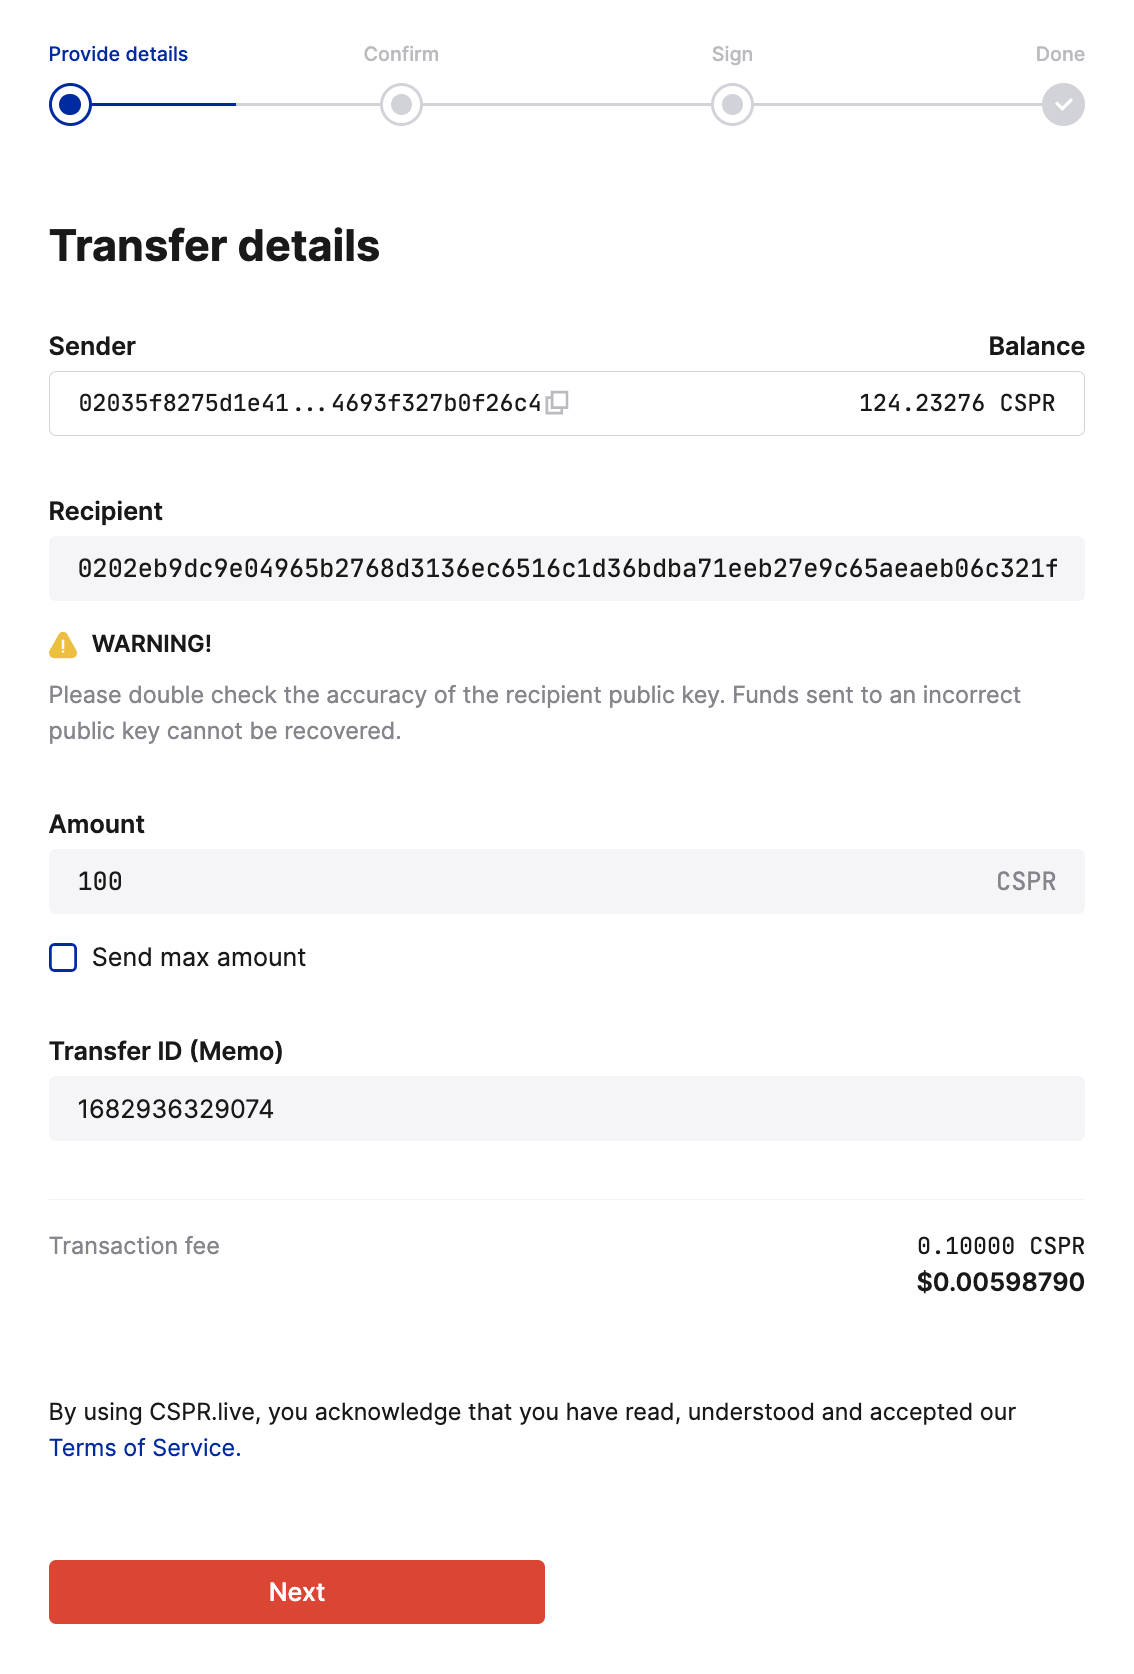 Provide details Confirm Sign Done
Transfer details
Sender Balance
02035f8275d1e41...4693f327b0f26c4 124.23276 CSPR
Recipient
0202eb9dc9e04965b2768d3136ec6516c1d36bdba71eeb27e9c65aeaeb06c321f
WARNING!
Please double check the accuracy of the recipient public key. Funds sent to an incorrect
public key cannot be recovered.
Amount
100 CSPR
Send max amount
Transfer ID (Memo)
1682936329074
Transaction fee 0.10000 CSPR
$0.00598790
By using CSPR.live, you acknowledge that you have read, understood and accepted our
Terms of Service.
Next